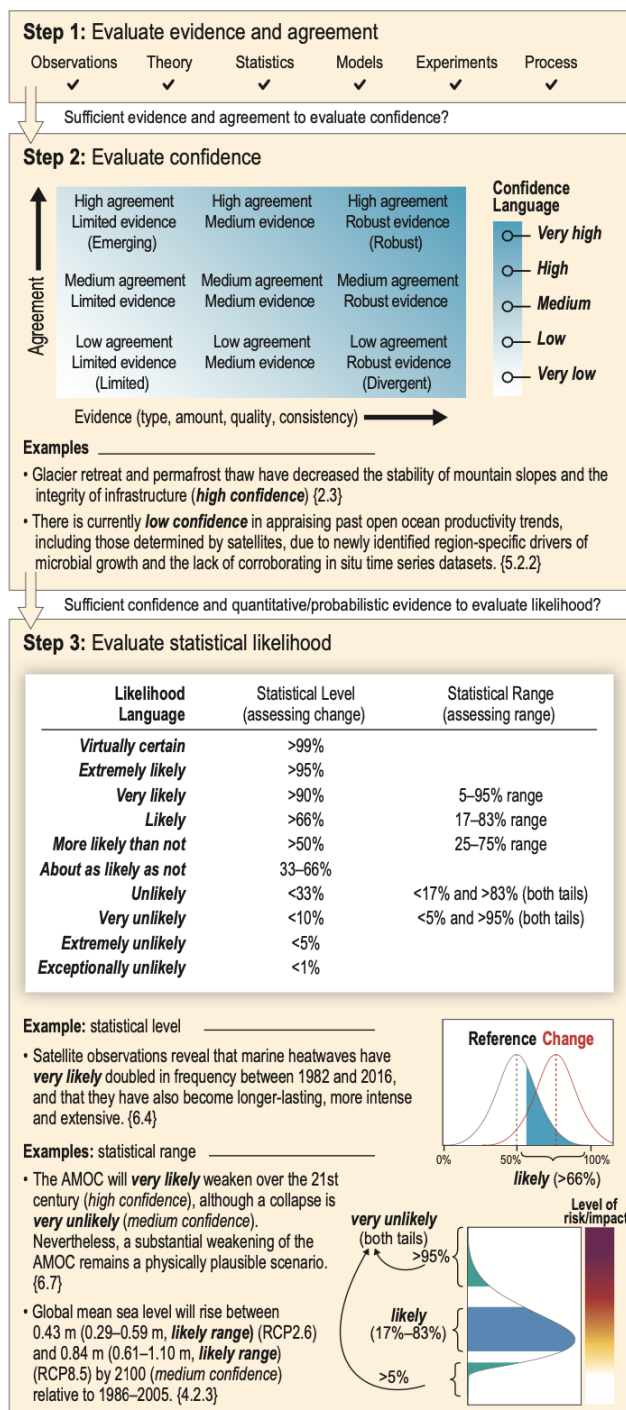 Step 1: Evaluate evidence and agreement
Observations Theory Statistics Models Experiments Process
Sufficient evidence and agreement to evaluate confidence?
Step 2: Evaluate confidence
Agreement
High agreement High agreement High agreement
Limited evidence Medium evidence Robust evidence
(Emerging) (Robust)
Medium agreement Medium agreement Medium agreement
Limited evidence Medium evidence Robust evidence
Low agreement Low agreement Low agreement
Limited evidence Medium evidence Robust evidence
(Limited) (Divergent)
Evidence (type, amount, quality, consistency)
Confidence
Language
Very high
High
Medium
Low
Very low
Examples
• Glacier retreat and permafrost thaw have decreased the stability of mountain slopes and the
integrity of infrastructure (high confidence) {2.3}
• There is currently low confidence in appraising past open ocean productivity trends,
including those determined by satellites, due to newly identified region-specific drivers of
microbial growth and the lack of corroborating in situ time series datasets. {5.2.2}
Sufficient confidence and quantitative/probabilistic evidence to evaluate likelihood?
Step 3: Evaluate statistical likelihood
Likelihood Statistical Level Statistical Range
Language (assessing change) (assessing range)
Virtually certain >99%
Extremely likely >95%
Very likely >90% 5–95% range
Likely >66% 17–83% range
More likely than not >50% 25–75% range
About as likely as not 33–66%
Unlikely <33% <17% and >83% (both tails)
Very unlikely <10% <5% and >95% (both tails)
Extremely unlikely <5%
Exceptionally unlikely <1%
Example: statistical level
• Satellite observations reveal that marine heatwaves have
very likely doubled in frequency between 1982 and 2016,
and that they have also become longer-lasting, more intense
and extensive. {6.4}
Reference Change
0% 50% 100%
likely (>66%)
Examples: statistical range
• The AMOC will very likely weaken over the 21st
century (high confidence), although a collapse is
very unlikely (medium confidence).
Nevertheless, a substantial weakening of the
AMOC remains a physically plausible scenario.
{6.7}
• Global mean sea level will rise between
0.43 m (0.29–0.59 m, likely range) (RCP2.6)
and 0.84 m (0.61–1.10 m, likely range)
(RCP8.5) by 2100 (medium confidence)
relative to 1986–2005. {4.2.3}
Level of
risk/impact
very unlikely
(both tails)
>95%
likely
(17%–83%)
>5%